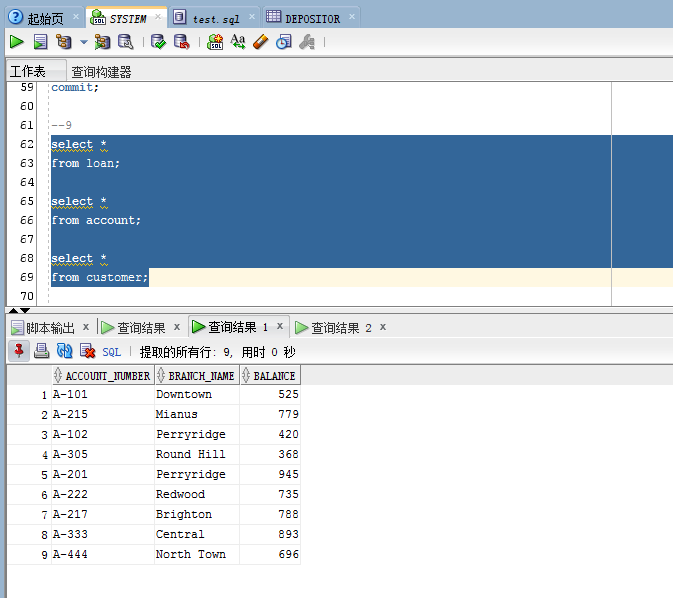 起始页 SYSTEM test.sql DEPOSITOR
工作表 查询构建器
59 commit;
60
61 --9
62 select *
63 from loan;
64
65 select *
66 from account;
67
68 select *
69 from customer;
70
脚本输出 x 查询结果 x 查询结果 1 x 查询结果 2 x
SQL 提取的所有行: 9, 用时 0 秒
ACCOUNT_NUMBER BRANCH_NAME BALANCE
1 A-101 Downtown 525
2 A-215 Mianus 779
3 A-102 Perryridge 420
4 A-305 Round Hill 368
5 A-201 Perryridge 945
6 A-222 Redwood 735
7 A-217 Brighton 788
8 A-333 Central 893
9 A-444 North Town 696